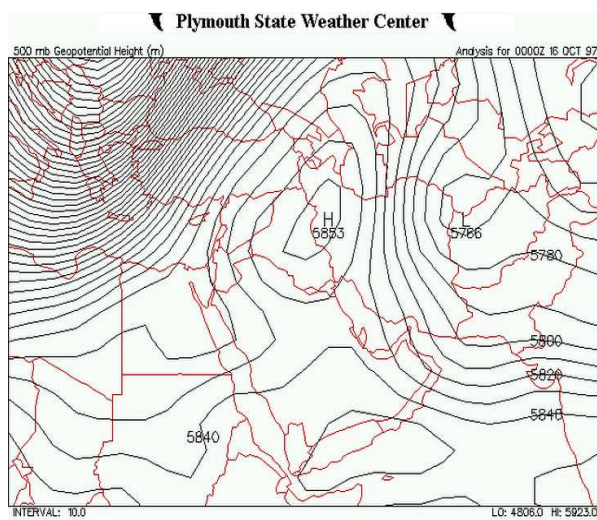 Plymouth State Weather Center
500 mb Geopotential Height (m) Analysis for 0000Z 16 OCT 97
H
5853
L
5766
5780
5800
5820
5840
5840
INTERVAL: 10.0 LO: 4806.0 HI: 5923.0